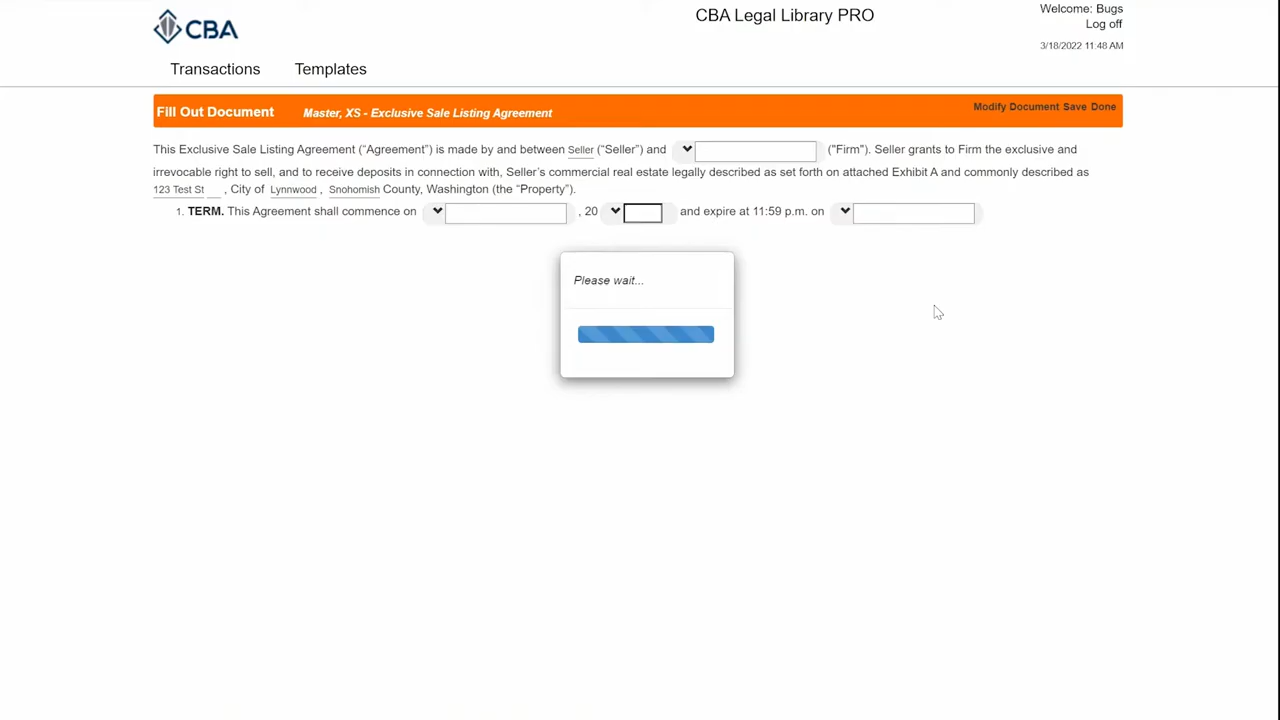 CBA
CBA Legal Library PRO
Welcome: Bugs
Log off
3/18/2022 11:48 AM
Transactions Templates
Fill Out Document Master, XS - Exclusive Sale Listing Agreement Modify Document Save Done
This Exclusive Sale Listing Agreement (“Agreement”) is made by and between Seller (“Seller”) and ("Firm"). Seller grants to Firm the exclusive and
irrevocable right to sell, and to receive deposits in connection with, Seller’s commercial real estate legally described as set forth on attached Exhibit A and commonly described as
123 Test St , City of Lynnwood , Snohomish County, Washington (the “Property”).
1. TERM. This Agreement shall commence on , 20 and expire at 11:59 p.m. on
Please wait...